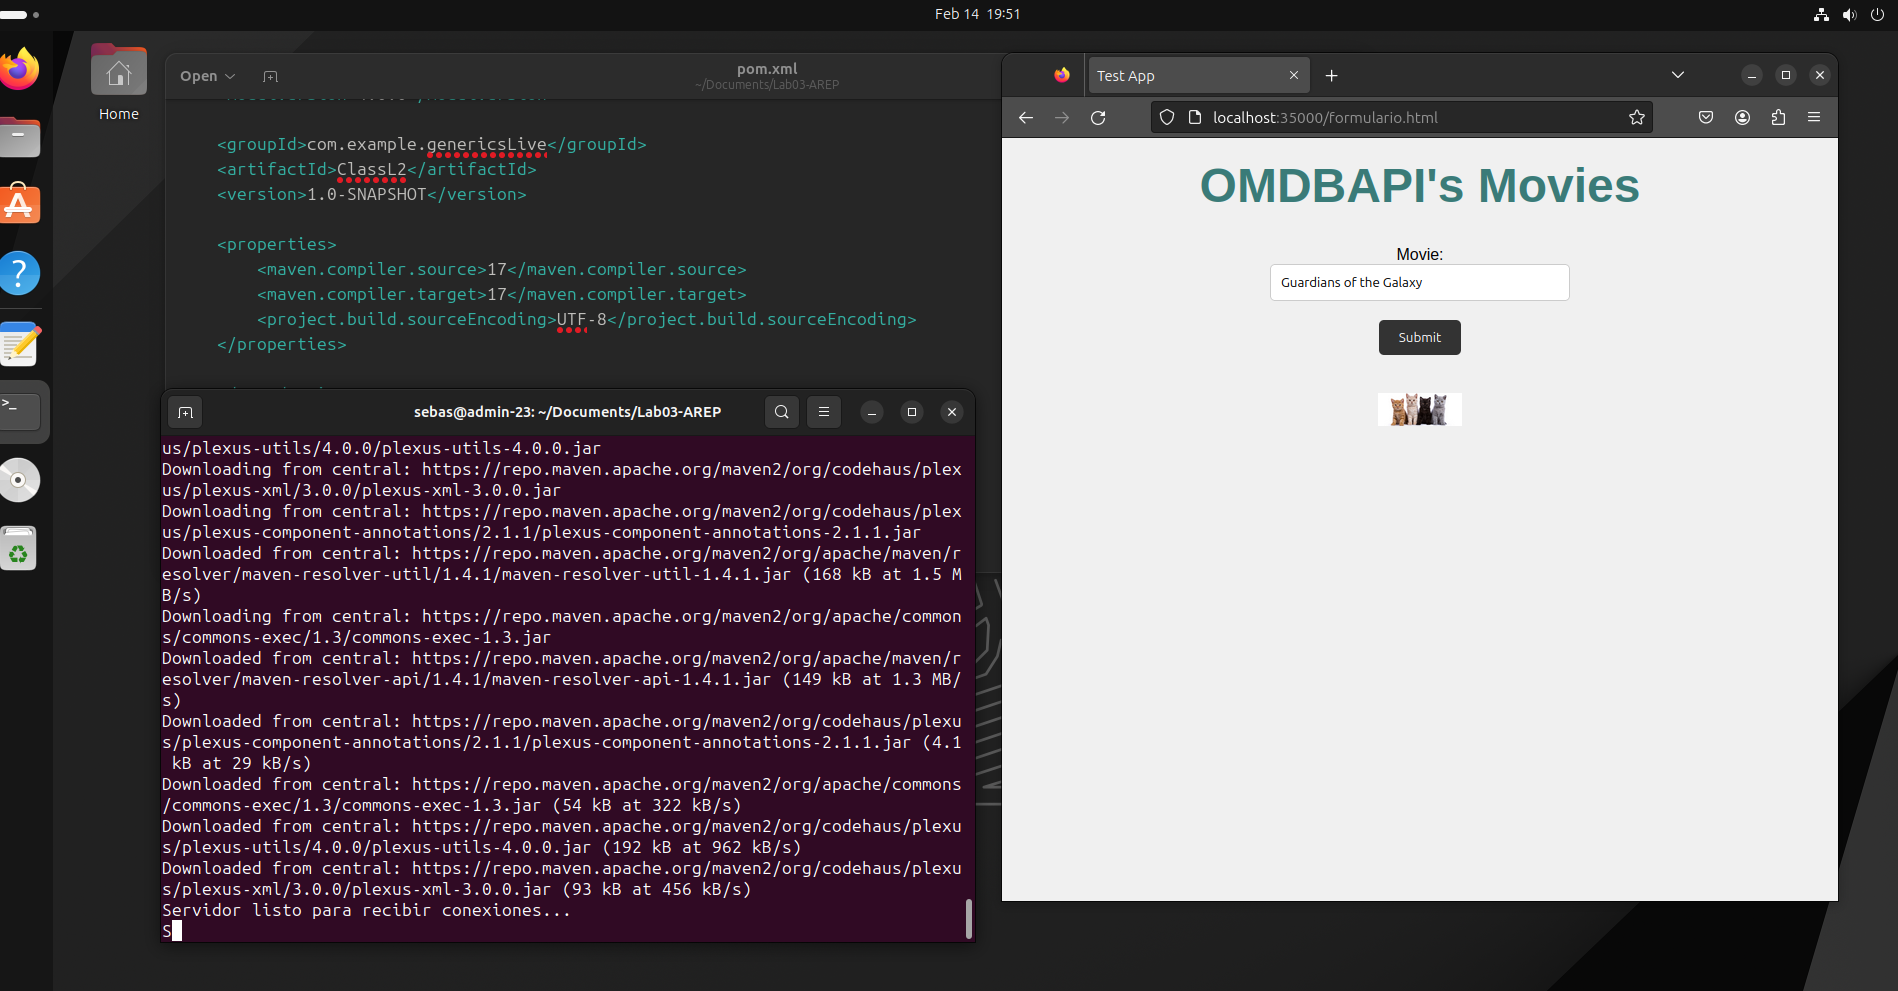 Feb 14 19:51
Home
Open
pom.xml
~/Documents/Lab03-AREP
<groupId>com.example.genericsLive</groupId>
<artifactId>ClassL2</artifactId>
<version>1.0-SNAPSHOT</version>
<properties>
<maven.compiler.source>17</maven.compiler.source>
<maven.compiler.target>17</maven.compiler.target>
<project.build.sourceEncoding>UTF-8</project.build.sourceEncoding>
</properties>
sebas@admin-23: ~/Documents/Lab03-AREP
us/plexus-utils/4.0.0/plexus-utils-4.0.0.jar
Downloading from central: https://repo.maven.apache.org/maven2/org/codehaus/plex
us/plexus-xml/3.0.0/plexus-xml-3.0.0.jar
Downloading from central: https://repo.maven.apache.org/maven2/org/codehaus/plex
us/plexus-component-annotations/2.1.1/plexus-component-annotations-2.1.1.jar
Downloaded from central: https://repo.maven.apache.org/maven2/org/apache/maven/r
esolver/maven-resolver-util/1.4.1/maven-resolver-util-1.4.1.jar (168 kB at 1.5 M
B/s)
Downloading from central: https://repo.maven.apache.org/maven2/org/apache/common
s/commons-exec/1.3/commons-exec-1.3.jar
Downloaded from central: https://repo.maven.apache.org/maven2/org/apache/maven/r
esolver/maven-resolver-api/1.4.1/maven-resolver-api-1.4.1.jar (149 kB at 1.3 MB/
s)
Downloaded from central: https://repo.maven.apache.org/maven2/org/codehaus/plexu
s/plexus-component-annotations/2.1.1/plexus-component-annotations-2.1.1.jar (4.1
kB at 29 kB/s)
Downloaded from central: https://repo.maven.apache.org/maven2/org/apache/commons
/commons-exec/1.3/commons-exec-1.3.jar (54 kB at 322 kB/s)
Downloaded from central: https://repo.maven.apache.org/maven2/org/codehaus/plexu
s/plexus-utils/4.0.0/plexus-utils-4.0.0.jar (192 kB at 962 kB/s)
Downloaded from central: https://repo.maven.apache.org/maven2/org/codehaus/plexu
s/plexus-xml/3.0.0/plexus-xml-3.0.0.jar (93 kB at 456 kB/s)
Servidor listo para recibir conexiones...
S
Test App
localhost:35000/formulario.html
OMDBAPI's Movies
Movie:
Guardians of the Galaxy
Submit